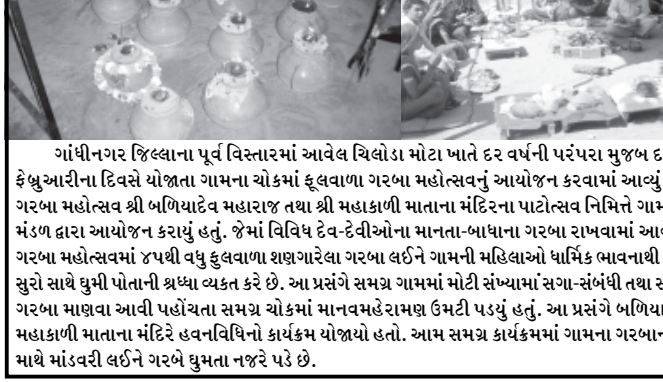 ગાંધીનગર જિલ્લાના પૂર્વ વિસ્તારમાં આવેલ ચિલોડા મોટા ખાતે દર વર્ષની પરંપરા મુજબ
ફેબ્રુઆરીના દિવસે યોજાતા ગામના ચોકમાં ફૂલવાળા ગરબા મહોત્સવનું આયોજન કરવામાં આવ્યું
ગરબા મહોત્સવ શ્રી બળિયાદેવ મહારાજ તથા શ્રી મહાકાળી માતાના મંદિરના પાટોત્સવ નિમિત્તે
મંડળ દ્વારા આયોજન કરાયું હતું. જેમાં વિવિધ દેવ-દેવીઓના માનતા-બાધાના ગરબા રાખવામાં
ગરબા મહોત્સવમાં ૪૫થી વધુ ફુલવાળા શણગારેલા ગરબા લઈને ગામની મહિલાઓ ધાર્મિક ભાવનાથી
સુરો સાથે ઘુમી પોતાની શ્રધ્ધા વ્યકત કરે છે. આ પ્રસંગે સમગ્ર ગામમાં મોટી સંખ્યામાં સગા-સંબંધી તથા
ગરબા માણવા આવી પહોંચતા સમગ્ર ચોકમાં માનવમહેરામણ ઉમટી પડયું હતું. આ પ્રસંગે
મહાકાળી માતાના મંદિરે હવનવિધિનો કાર્યક્રમ યોજાયો હતો. આમ સમગ્ર કાર્યક્રમમાં ગામના
માથે માંડવરી લઈને ગરબે ઘુમતા નજરે પડે છે.